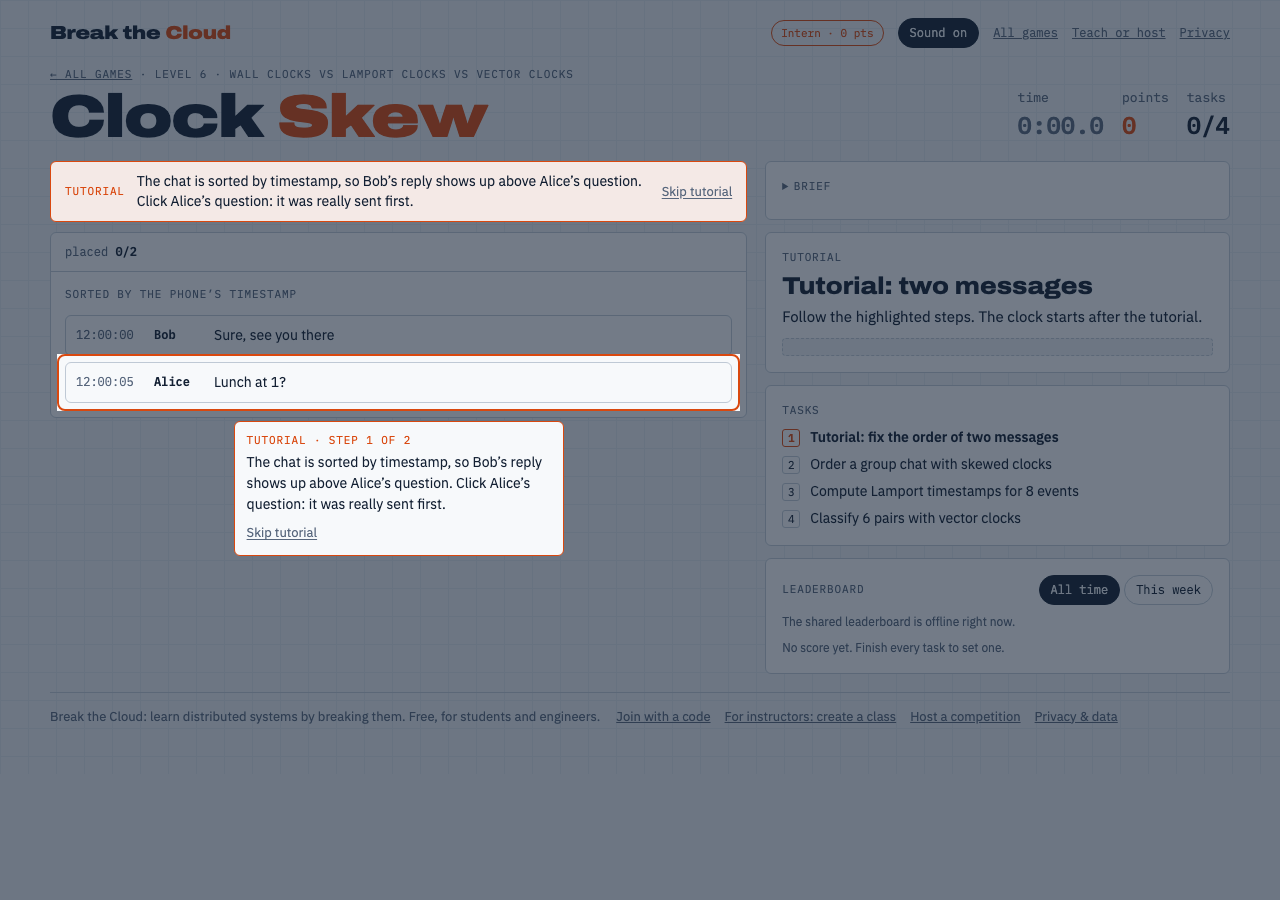 Break the Cloud
Intern · 0 pts
Sound on
All games
Teach or host
Privacy
← ALL GAMES · LEVEL 6 · WALL CLOCKS VS LAMPORT CLOCKS VS VECTOR CLOCKS
Clock Skew
time
0:00.0
points
0
tasks
0/4
TUTORIAL
The chat is sorted by timestamp, so Bob’s reply shows up above Alice’s question.
Click Alice’s question: it was really sent first.
Skip tutorial
placed 0/2
SORTED BY THE PHONE’S TIMESTAMP
12:00:00 Bob Sure, see you there
12:00:05 Alice Lunch at 1?
TUTORIAL · STEP 1 OF 2
The chat is sorted by timestamp, so Bob’s reply
shows up above Alice’s question. Click Alice’s
question: it was really sent first.
Skip tutorial
BRIEF
TUTORIAL
Tutorial: two messages
Follow the highlighted steps. The clock starts after the tutorial.
TASKS
1 Tutorial: fix the order of two messages
2 Order a group chat with skewed clocks
3 Compute Lamport timestamps for 8 events
4 Classify 6 pairs with vector clocks
LEADERBOARD
All time
This week
The shared leaderboard is offline right now.
No score yet. Finish every task to set one.
Break the Cloud: learn distributed systems by breaking them. Free, for students and engineers.
Join with a code
For instructors: create a class
Host a competition
Privacy & data